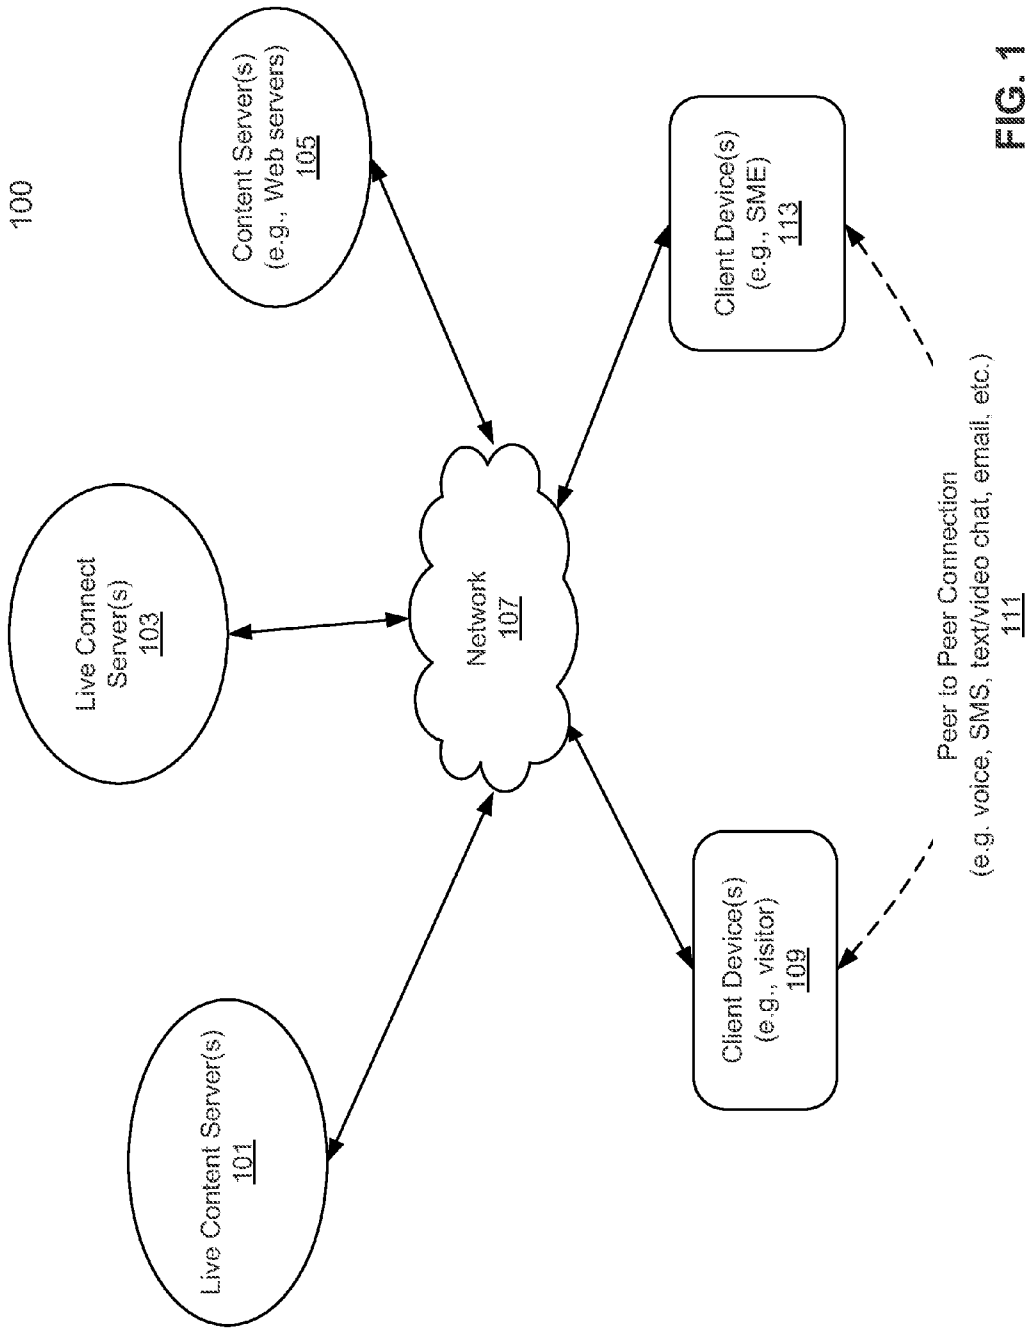 100
Live Content Server(s)
101
Live Connect
Server(s)
103
Content Server(s)
(e.g., Web servers)
105
Network
107
Client Device(s)
(e.g., visitor)
109
Client Device(s)
(e.g., SME)
113
Peer to Peer Connection
(e.g. voice, SMS, text/video chat, email, etc.)
111
FIG. 1